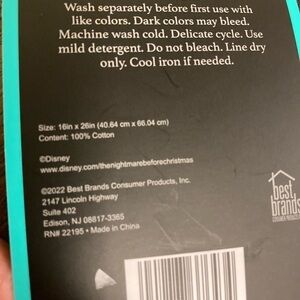 Wash separately before first use with
like colors. Dark colors may bleed.
Machine wash cold. Delicate cycle. Use
mild detergent. Do not bleach. Line dry
only. Cool iron if needed.
Size: 16in x 26in (40.64 cm x 66.04 cm)
Content: 100% Cotton
©Disney
www.disney.com/thenightmarebeforechristmas
©2022 Best Brands Consumer Products, Inc.
2147 Lincoln Highway
Suite 402
Edison, NJ 08817-3365
RN# 22195 • Made in China
best
brands
CONSUMER PRODUCTS